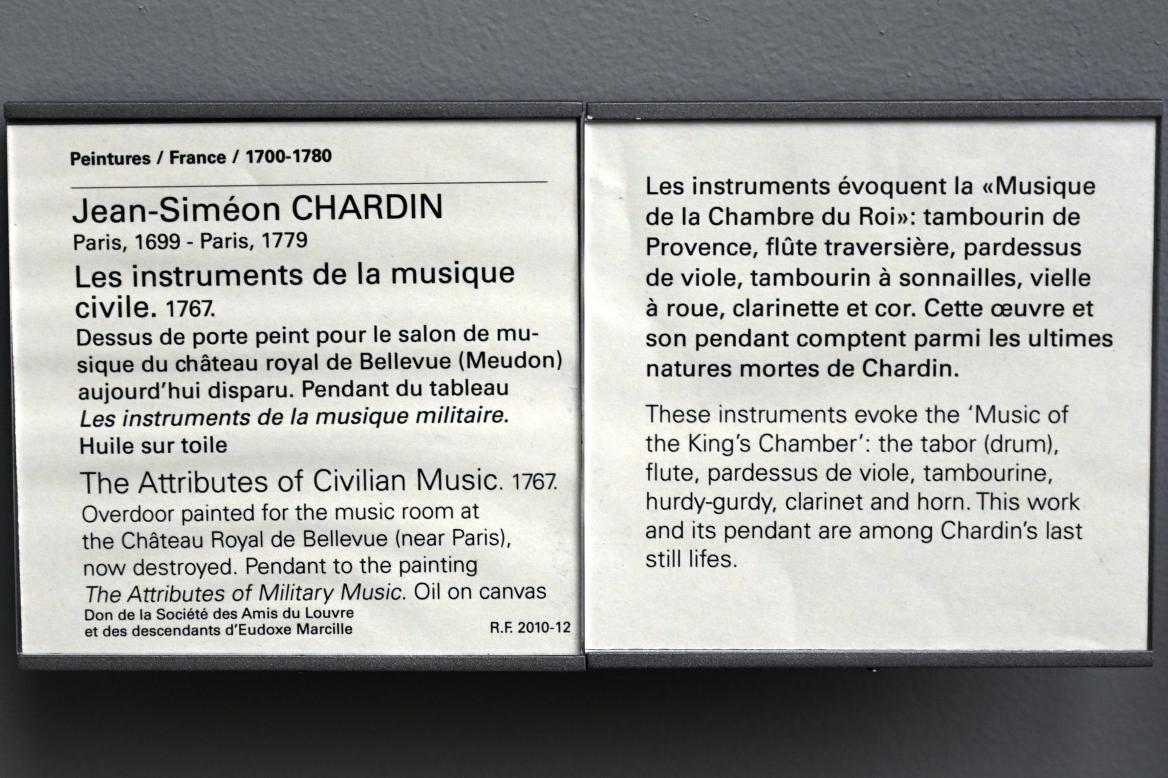 Peintures / France / 1700-1780
Jean-Siméon CHARDIN
Paris, 1699 - Paris, 1779
Les instruments de la musique
civile. 1767.
Dessus de porte peint pour le salon de mu-
sique du château royal de Bellevue (Meudon)
aujourd'hui disparu. Pendant du tableau
Les instruments de la musique militaire.
Huile sur toile
The Attributes of Civilian Music. 1767.
Overdoor painted for the music room at
the Château Royal de Bellevue (near Paris),
now destroyed. Pendant to the painting
The Attributes of Military Music. Oil on canvas
Don de la Société des Amis du Louvre
et des descendants d'Eudoxe Marcille
R.F. 2010-12
Les instruments évoquent la «Musique
de la Chambre du Roi»: tambourin de
Provence, flûte traversière, pardessus
de viole, tambourin à sonnailles, vielle
à roue, clarinette et cor. Cette œuvre et
son pendant comptent parmi les ultimes
natures mortes de Chardin.
These instruments evoke the 'Music of
the King's Chamber': the tabor (drum),
flute, pardessus de viole, tambourine,
hurdy-gurdy, clarinet and horn. This work
and its pendant are among Chardin's last
still lifes.